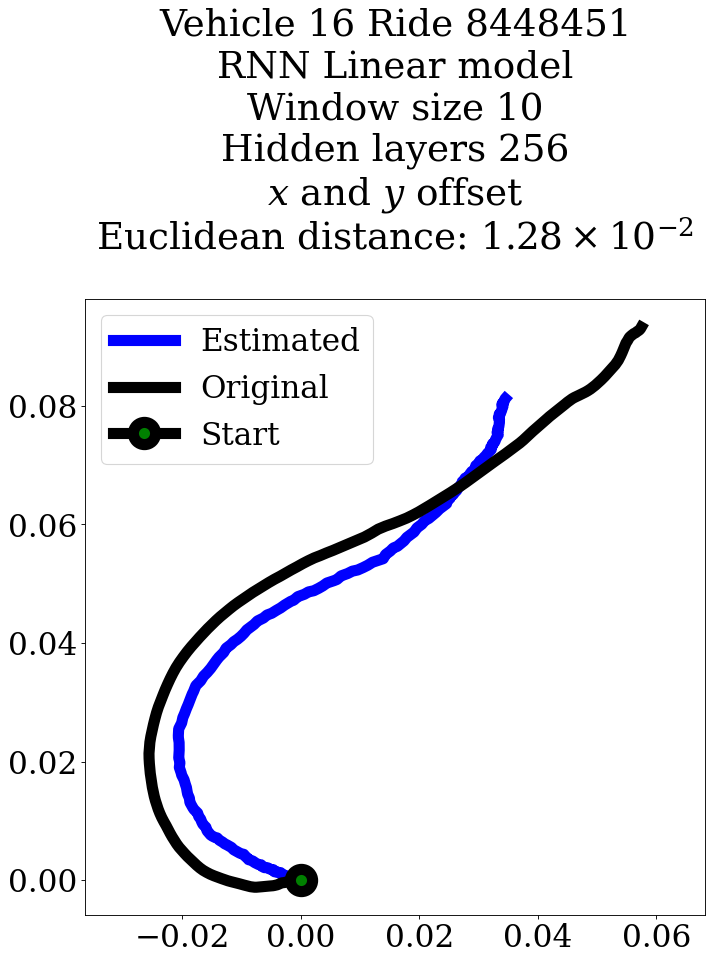 Vehicle 16 Ride 8448451
RNN Linear model
Window size 10
Hidden layers 256
x and y offset
Euclidean distance: 1.28 × 10⁻²
Estimated
Original
Start
0.08
0.06
0.04
0.02
0.00
−0.02 0.00 0.02 0.04 0.06